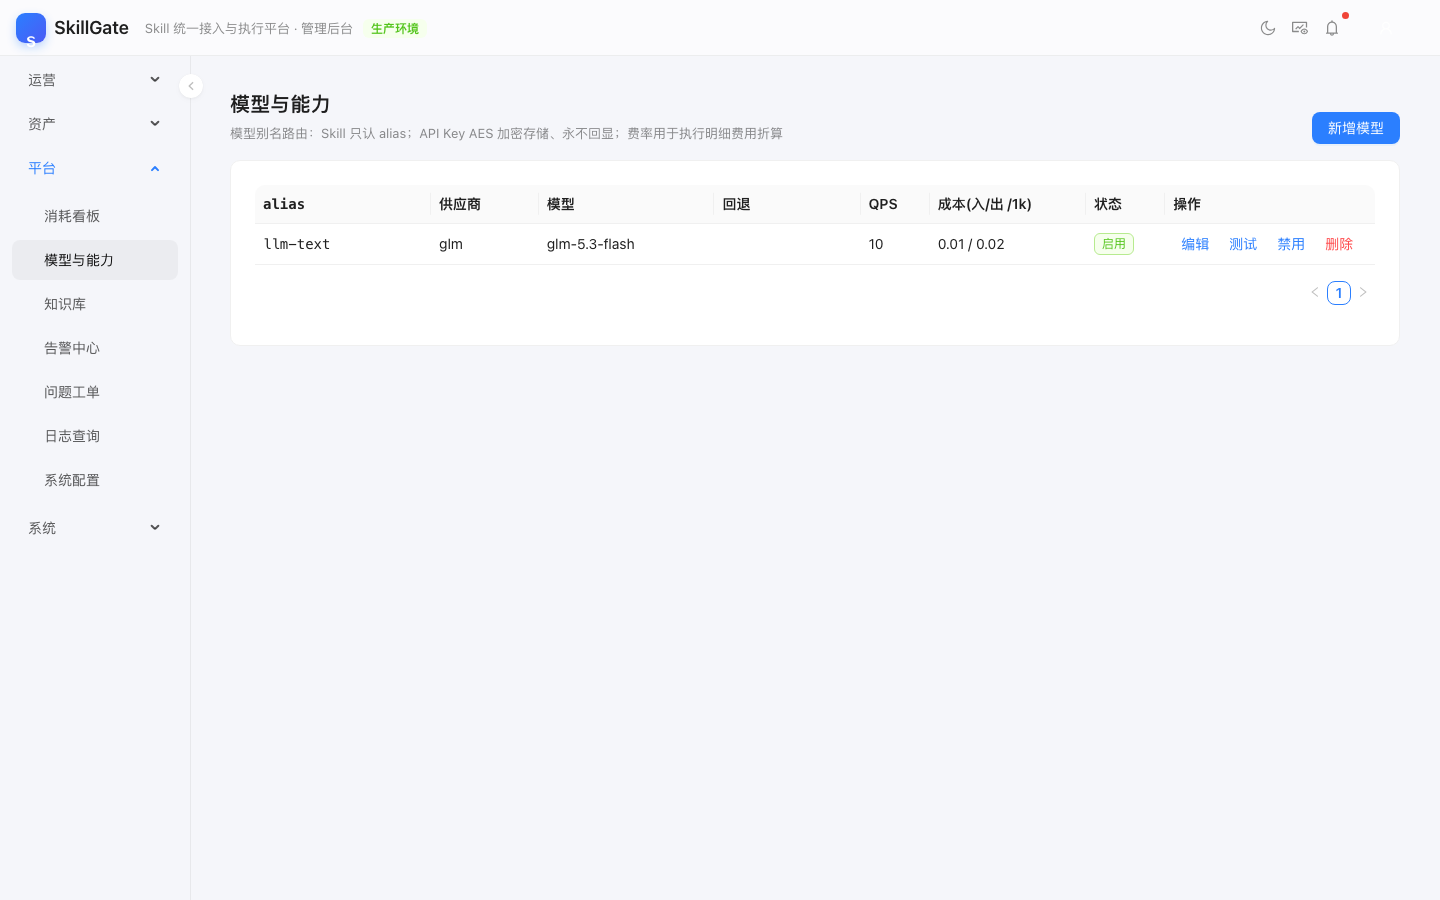 S
SkillGate
Skill 统一接入与执行平台 · 管理后台
生产环境
运营
资产
平台
消耗看板
模型与能力
知识库
告警中心
问题工单
日志查询
系统配置
系统
模型与能力
模型别名路由：Skill 只认 alias；API Key AES 加密存储、永不回显；费率用于执行明细费用折算
新增模型
alias 供应商 模型 回退 QPS 成本(入/出 /1k) 状态 操作
llm-text glm glm-5.3-flash 10 0.01 / 0.02 启用 编辑 测试 禁用 删除
1